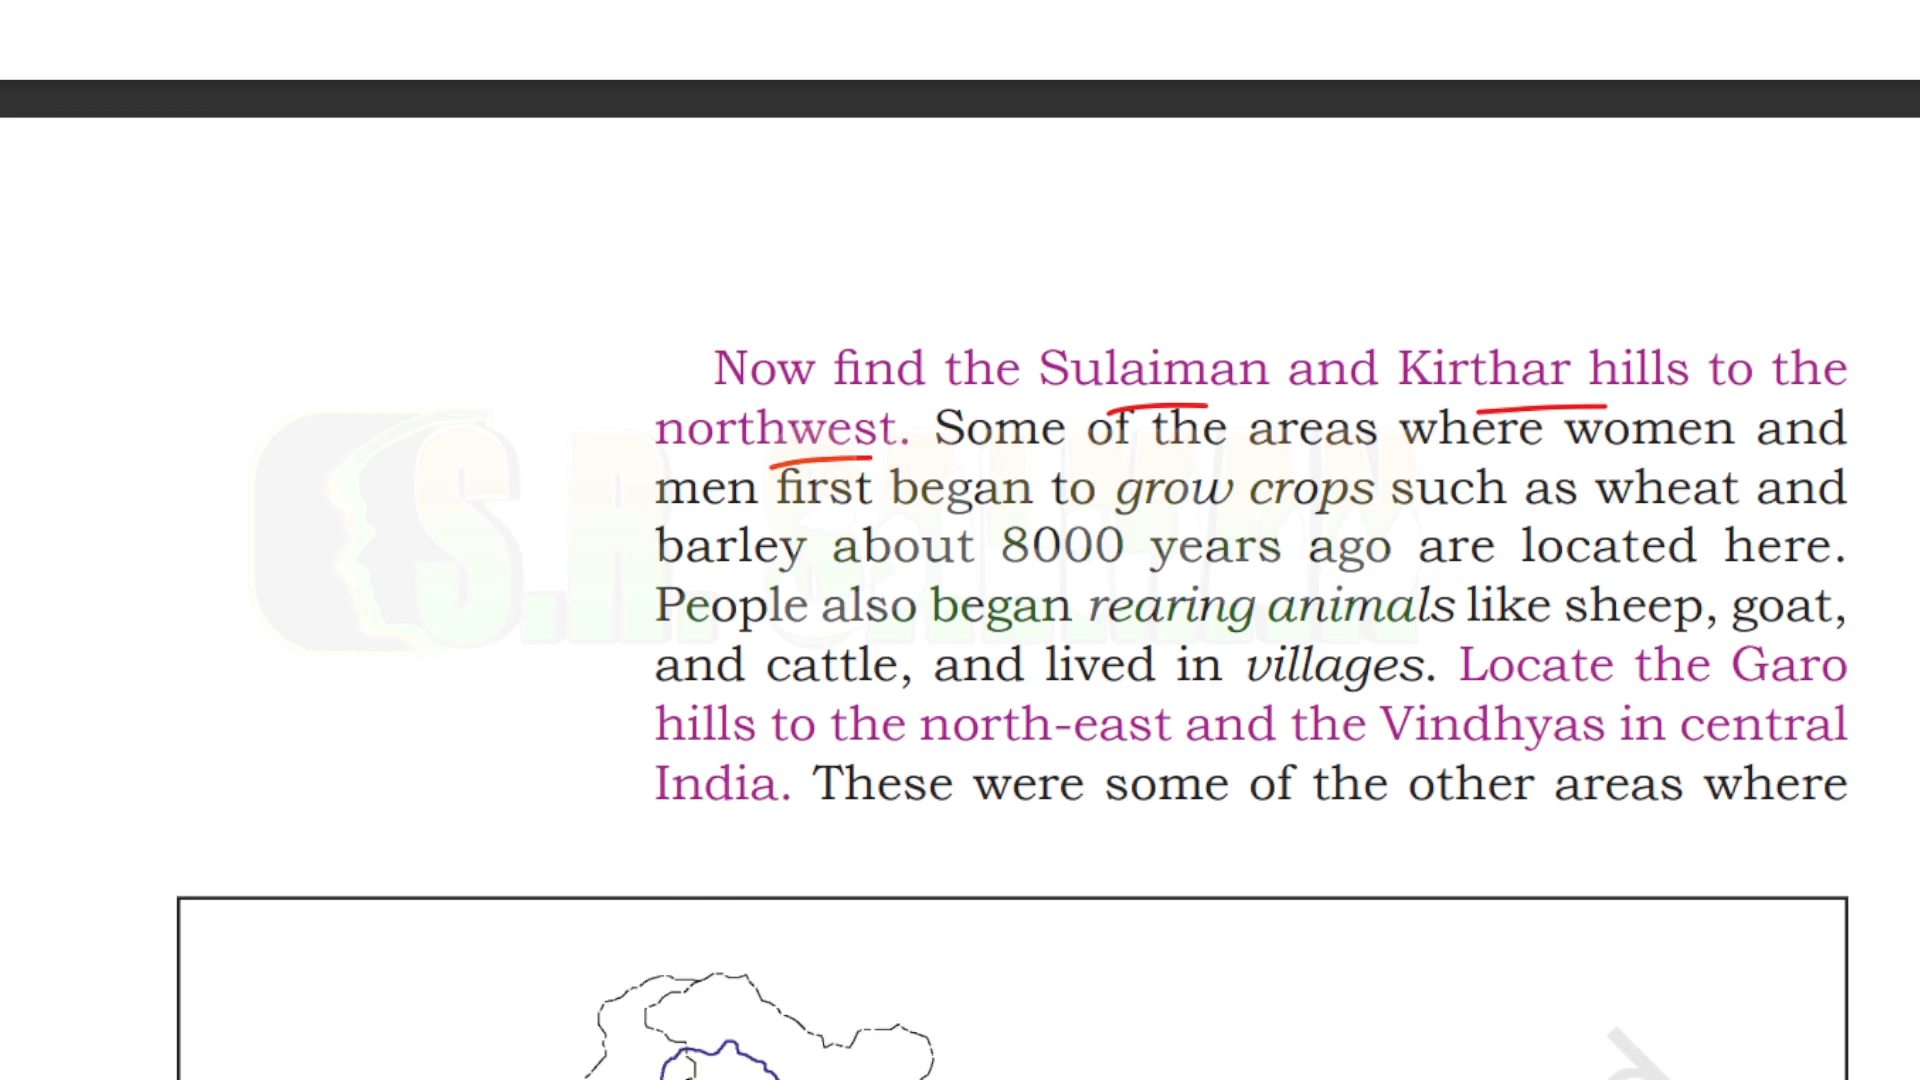 Now find the Sulaiman and Kirthar hills to the
northwest. Some of the areas where women and
men first began to grow crops such as wheat and
barley about 8000 years ago are located here.
People also began rearing animals like sheep, goat,
and cattle, and lived in villages. Locate the Garo
hills to the north-east and the Vindhyas in central
India. These were some of the other areas where
S.R.